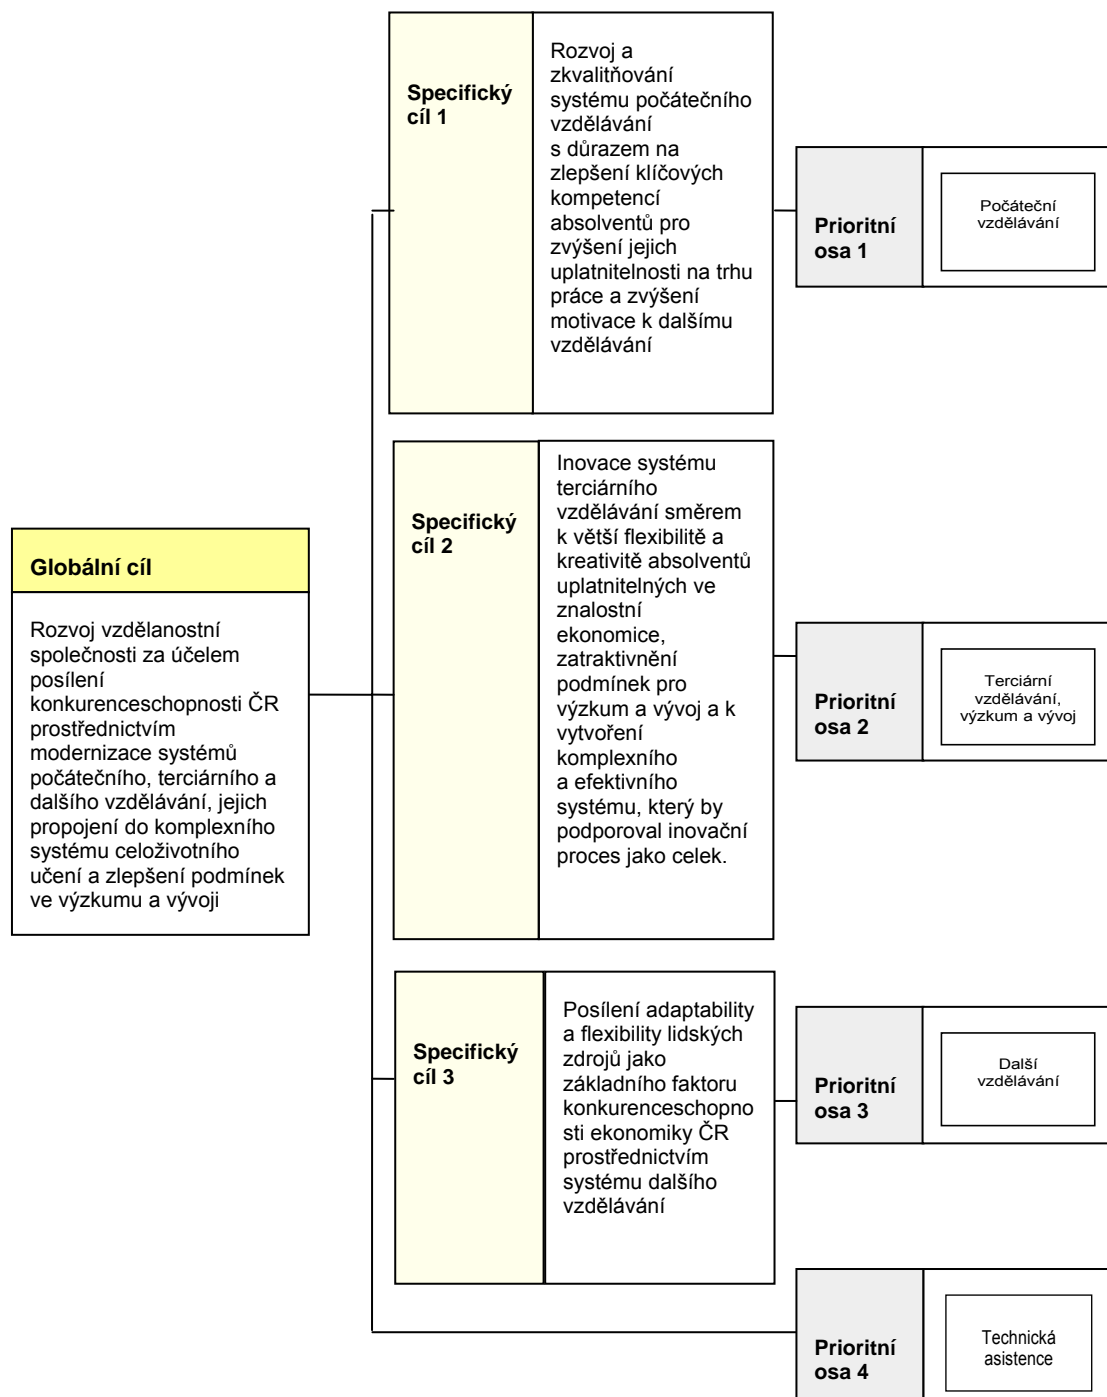 Globální cíl
Rozvoj vzdělanostní
společnosti za účelem
posílení
konkurenceschopnosti ČR
prostřednictvím
modernizace systémů
počátečního, terciárního a
dalšího vzdělávání, jejich
propojení do komplexního
systému celoživotního
učení a zlepšení podmínek
ve výzkumu a vývoji
Specifický
cíl 1
Rozvoj a
zkvalitňování
systému počátečního
vzdělávání
s důrazem na
zlepšení klíčových
kompetencí
absolventů pro
zvýšení jejich
uplatnitelnosti na trhu
práce a zvýšení
motivace k dalšímu
vzdělávání
Prioritní
osa 1
Počáteční
vzdělávání
Specifický
cíl 2
Inovace systému
terciárního
vzdělávání směrem
k větší flexibilitě a
kreativitě absolventů
uplatnitelných ve
znalostní
ekonomice,
zatraktivnění
podmínek pro
výzkum a vývoj a k
vytvoření
komplexního
a efektivního
systému, který by
podporoval inovační
proces jako celek.
Prioritní
osa 2
Terciární
vzdělávání,
výzkum a vývoj
Specifický
cíl 3
Posílení adaptability
a flexibility lidských
zdrojů jako
základního faktoru
konkurenceschopno
sti ekonomiky ČR
prostřednictvím
systému dalšího
vzdělávání
Prioritní
osa 3
Další
vzdělávání
Prioritní
osa 4
Technická
asistence